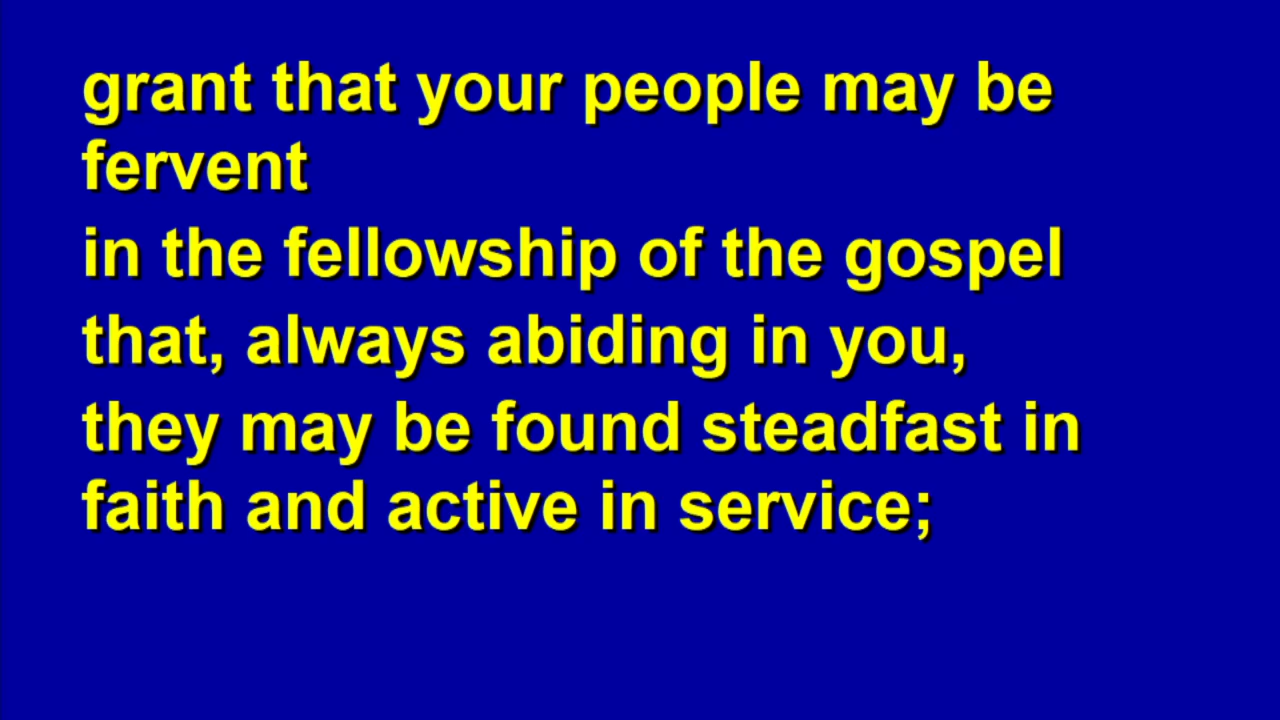 grant that your people may be
fervent
in the fellowship of the gospel
that, always abiding in you,
they may be found steadfast in
faith and active in service;